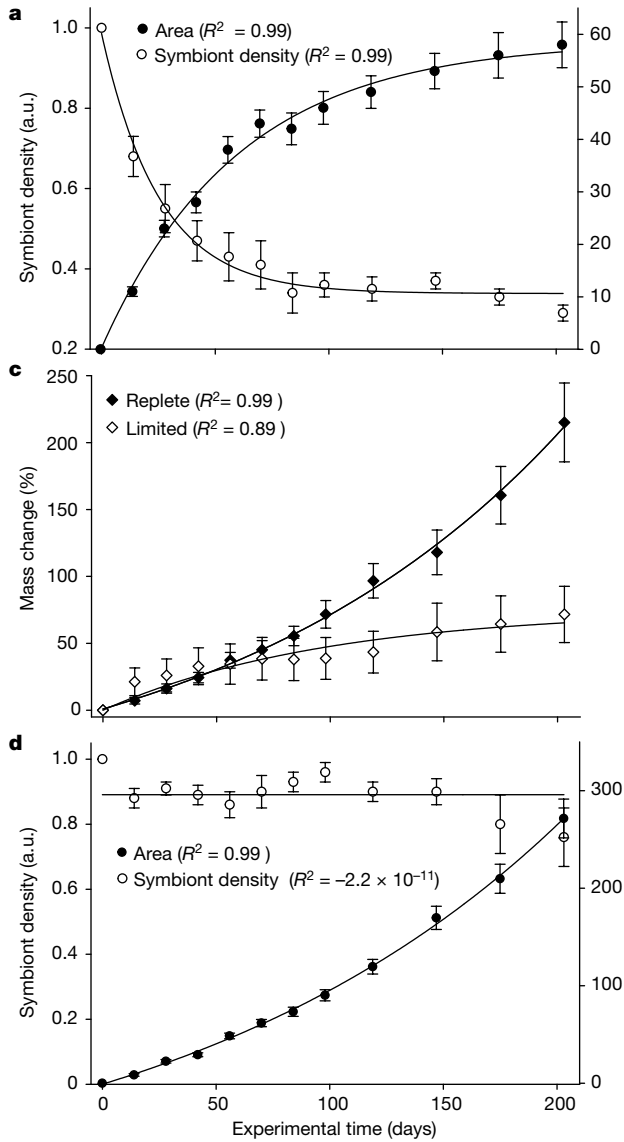 a
Area (R² = 0.99)
Symbiont density (R² = 0.99)
Symbiont density (a.u.)
1.0
0.8
0.6
0.4
0.2
60
50
40
30
20
10
0
c
Replete (R²= 0.99 )
Limited (R² = 0.89 )
Mass change (%)
250
200
150
100
50
0
d
Area (R² = 0.99 )
Symbiont density (R² = –2.2 × 10⁻¹¹)
Symbiont density (a.u.)
1.0
0.8
0.6
0.4
0.2
0
300
200
100
0
0 50 100 150 200
Experimental time (days)